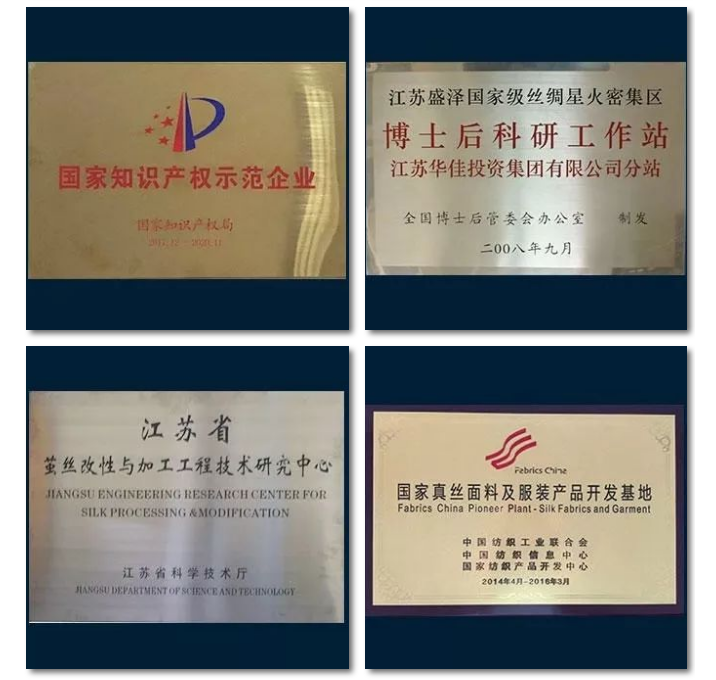 国家知识产权示范企业
国家知识产权局
江苏盛泽国家级丝绸星火密集区
博士后科研工作站
江苏华佳投资集团有限公司分站
全国博士后管委会办公室 制发
二00八年九月
江苏省
茧丝改性与加工工程技术研究中心
JIANGSU ENGINEERING RESEARCH CENTER FOR
SILK PROCESSING &MODIFICATION
江苏省科学技术厅
JIANGSU DEPARTMENT OF SCIENCE AND TECHNOLOGY
Fabrics China
国家真丝面料及服装产品开发基地
Fabrics China Pioneer Plant - Silk Fabrics and Garment
中国纺织工业联合会
中国纺织信息中心
国家纺织产品开发中心
2014年4月-2016年3月